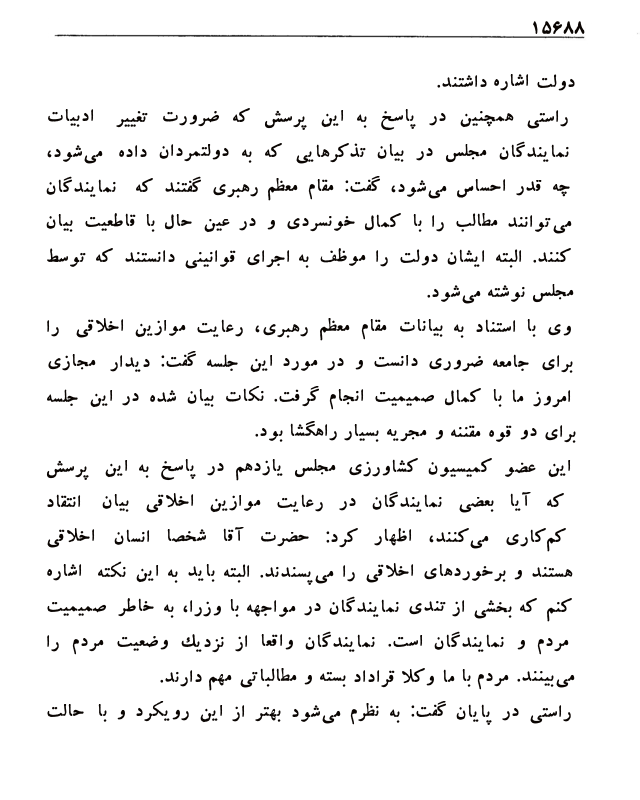 ۱۵۶۸۸
دولت اشاره داشتند.
راستی همچنین در پاسخ به این پرسش که ضرورت تغییر ادبیات
نمایندگان مجلس در بیان تذکرهایی که به دولتمردان داده می‌شود،
چه قدر احساس می‌شود، گفت: مقام معظم رهبری گفتند که نمایندگان
می‌توانند مطالب را با کمال خونسردی و در عین حال با قاطعیت بیان
کنند. البته ایشان دولت را موظف به اجرای قوانینی دانستند که توسط
مجلس نوشته می‌شود.
وی با استناد به بیانات مقام معظم رهبری، رعایت موازین اخلاقی را
برای جامعه ضروری دانست و در مورد این جلسه گفت: دیدار مجازی
امروز ما با کمال صمیمیت انجام گرفت. نکات بیان شده در این جلسه
برای دو قوه مقننه و مجریه بسیار راهگشا بود.
این عضو کمیسیون کشاورزی مجلس یازدهم در پاسخ به این پرسش
که آیا بعضی نمایندگان در رعایت موازین اخلاقی بیان انتقاد
کم‌کاری می‌کنند، اظهار کرد: حضرت آقا شخصا انسان اخلاقی
هستند و برخوردهای اخلاقی را می‌پسندند. البته باید به این نکته اشاره
کنم که بخشی از تندی نمایندگان در مواجهه با وزرا، به خاطر صمیمیت
مردم و نمایندگان است. نمایندگان واقعا از نزدیك وضعیت مردم را
می‌بینند. مردم با ما وکلا قراداد بسته و مطالباتی مهم دارند.
راستی در پایان گفت: به نظرم می‌شود بهتر از این رویکرد و با حالت